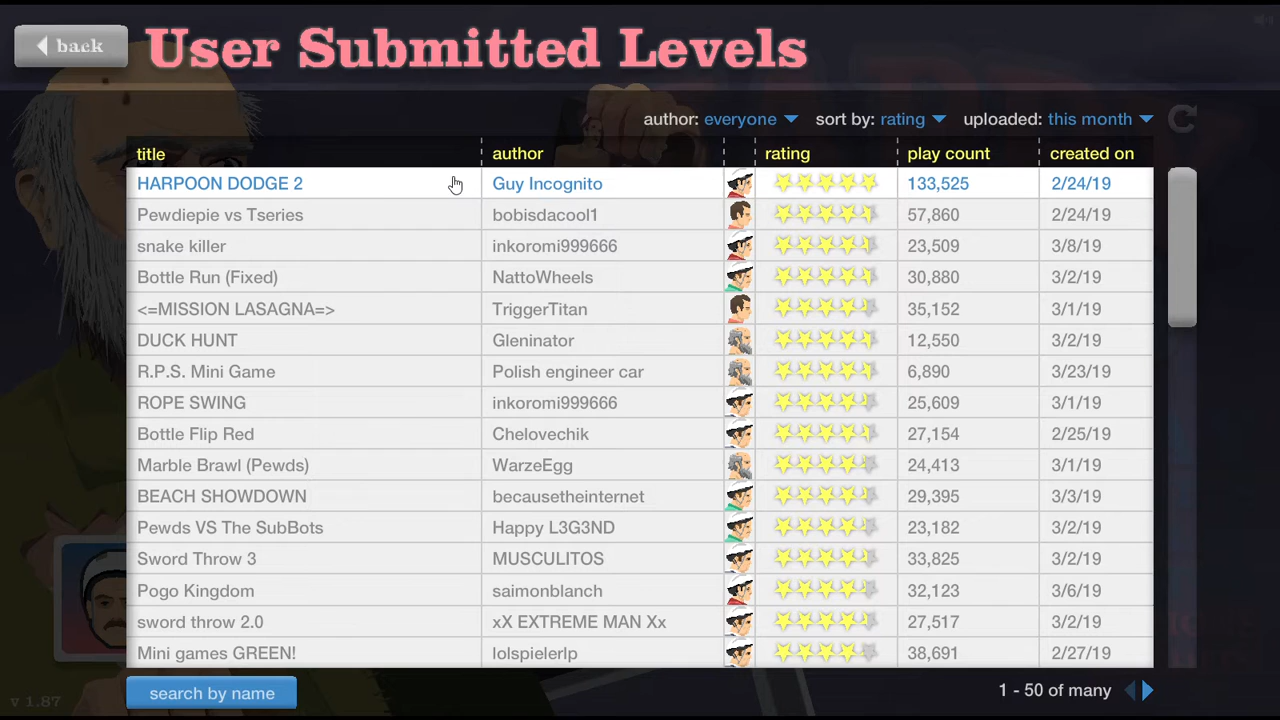 back
User Submitted Levels
author: everyone sort by: rating uploaded: this month
title author rating play count created on
HARPOON DODGE 2 Guy Incognito 133,525 2/24/19
Pewdiepie vs Tseries bobisdacool1 57,860 2/24/19
snake killer inkoromi999666 23,509 3/8/19
Bottle Run (Fixed) NattoWheels 30,880 3/2/19
<=MISSION LASAGNA=> TriggerTitan 35,152 3/1/19
DUCK HUNT Gleninator 12,550 3/2/19
R.P.S. Mini Game Polish engineer car 6,890 3/23/19
ROPE SWING inkoromi999666 25,609 3/1/19
Bottle Flip Red Chelovechik 27,154 2/25/19
Marble Brawl (Pewds) WarzeEgg 24,413 3/1/19
BEACH SHOWDOWN becausetheinternet 29,395 3/3/19
Pewds VS The SubBots Happy L3G3ND 23,182 3/2/19
Sword Throw 3 MUSCULITOS 33,825 3/2/19
Pogo Kingdom saimonblanch 32,123 3/6/19
sword throw 2.0 xX EXTREME MAN Xx 27,517 3/2/19
Mini games GREEN! lolspielerlp 38,691 2/27/19
search by name 1 - 50 of many
v 1.87